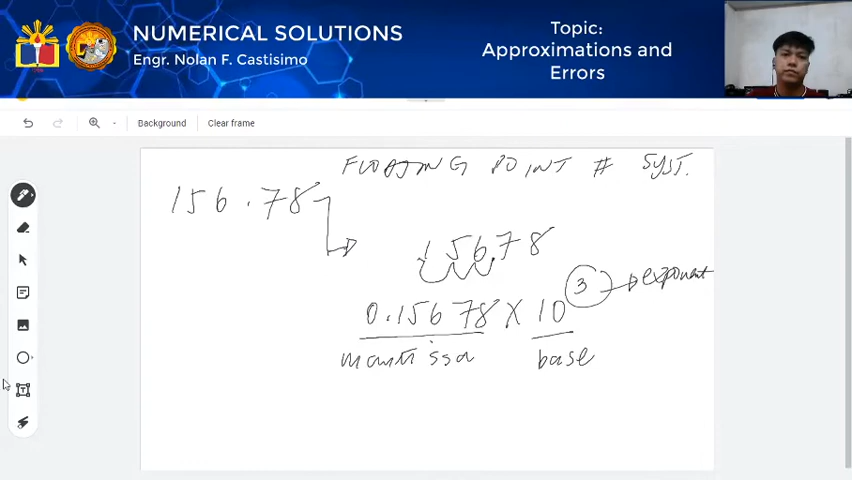 NUMERICAL SOLUTIONS
Engr. Nolan F. Castisimo
Topic:
Approximations and
Errors
Background
Clear frame
FLOATING POINT # SYST.
156.78
156.78
0.15678 X 10 3 exponent
mantissa base
T